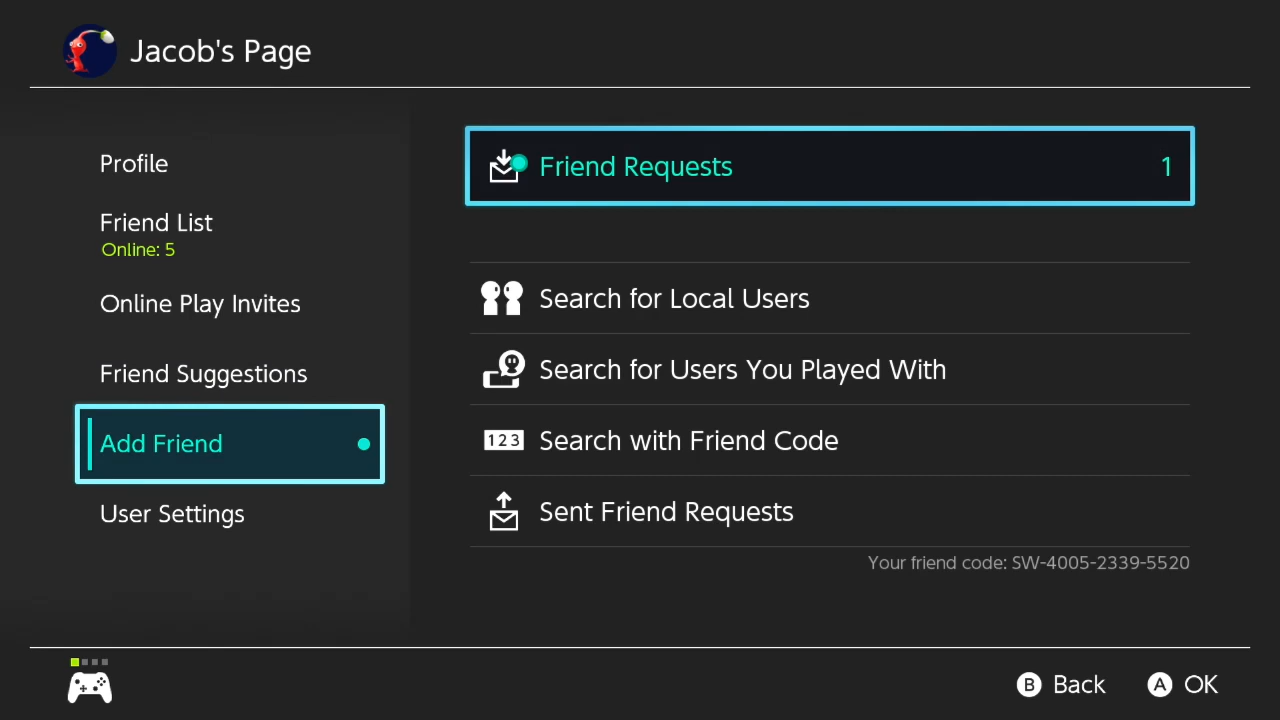 Jacob's Page
Profile
Friend List
Online: 5
Online Play Invites
Friend Suggestions
Add Friend
User Settings
Friend Requests 1
Search for Local Users
Search for Users You Played With
123 Search with Friend Code
Sent Friend Requests
Your friend code: SW-4005-2339-5520
B Back A OK